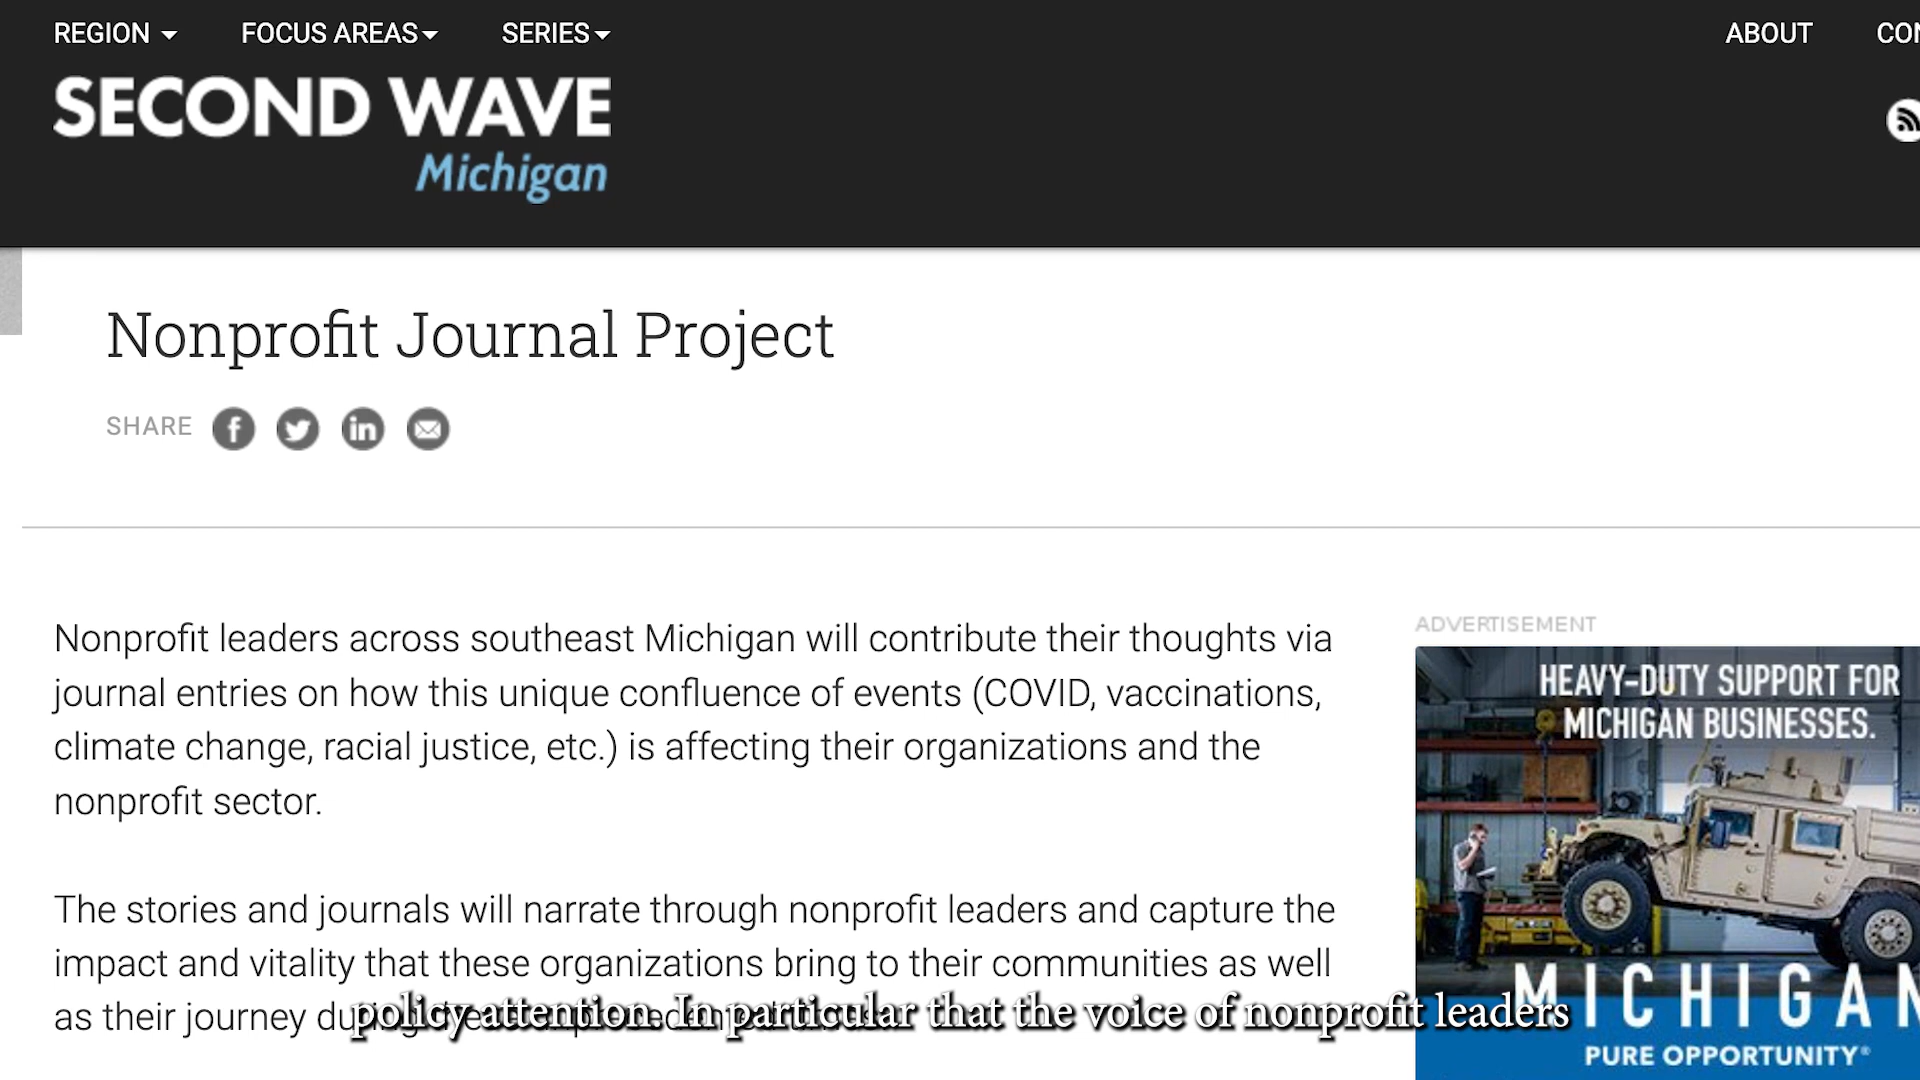 REGION
FOCUS AREAS
SERIES
ABOUT
SECOND WAVE
Michigan
Nonprofit Journal Project
SHARE
Nonprofit leaders across southeast Michigan will contribute their thoughts via
journal entries on how this unique confluence of events (COVID, vaccinations,
climate change, racial justice, etc.) is affecting their organizations and the
nonprofit sector.
The stories and journals will narrate through nonprofit leaders and capture the
impact and vitality that these organizations bring to their communities as well
as their journey
policy attention. In particular that the voice of nonprofit leaders
ADVERTISEMENT
HEAVY-DUTY SUPPORT FOR
MICHIGAN BUSINESSES.
MICHIGAN
PURE OPPORTUNITY®